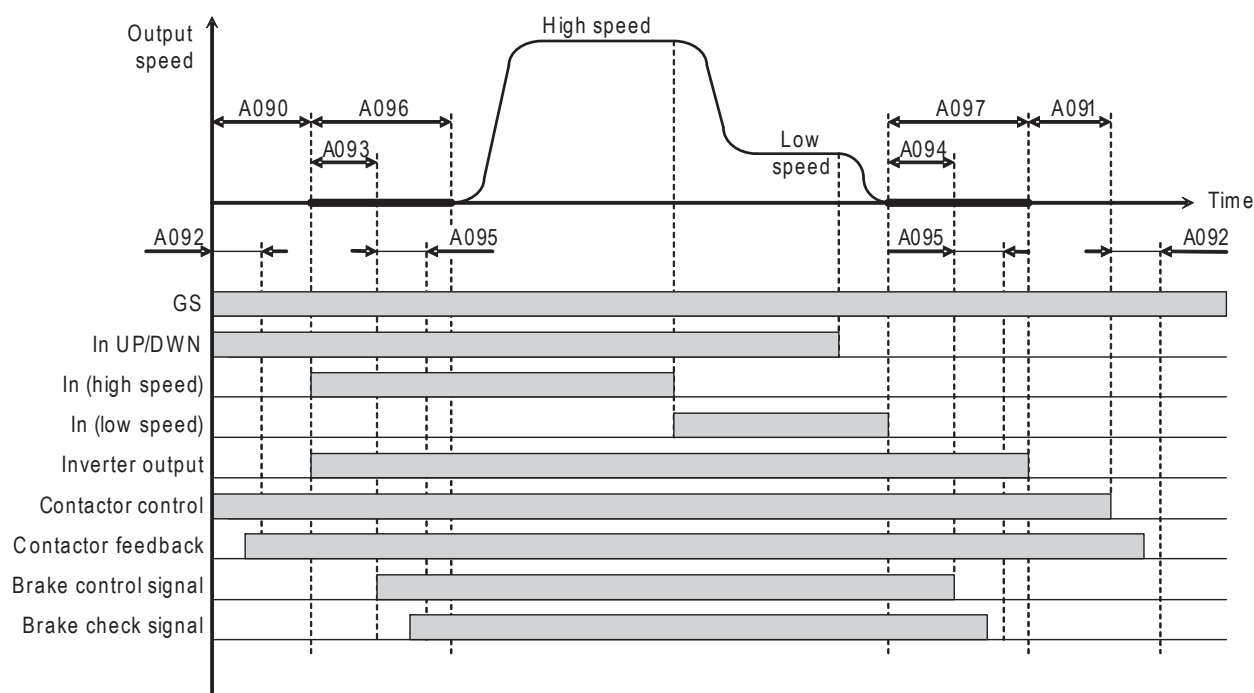 Output
speed
High speed
A090
A096
A097
A091
A093
Low
speed
A094
Time
A092
A095
A095
A092
GS
In UP/DWN
In (high speed)
In (low speed)
Inverter output
Contactor control
Contactor feedback
Brake control signal
Brake check signal